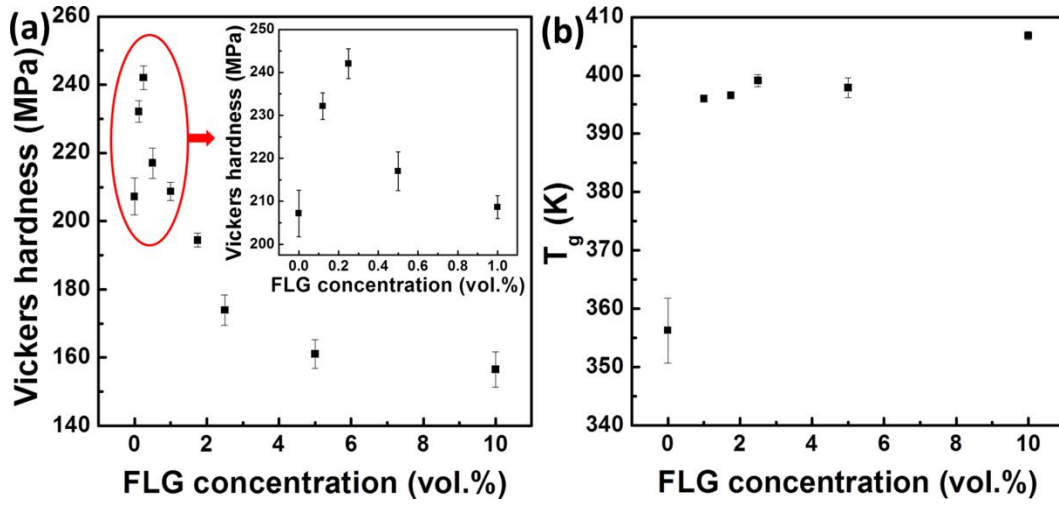 (a)
Vickers hardness (MPa)
260
240
220
200
180
160
140
0 2 4 6 8 10
FLG concentration (vol.%)
Vickers hardness (MPa)
250
240
230
220
210
200
0.0 0.2 0.4 0.6 0.8 1.0
FLG concentration (vol.%)
(b)
Tg (K)
410
400
390
380
370
360
350
340
0 2 4 6 8 10
FLG concentration (vol.%)